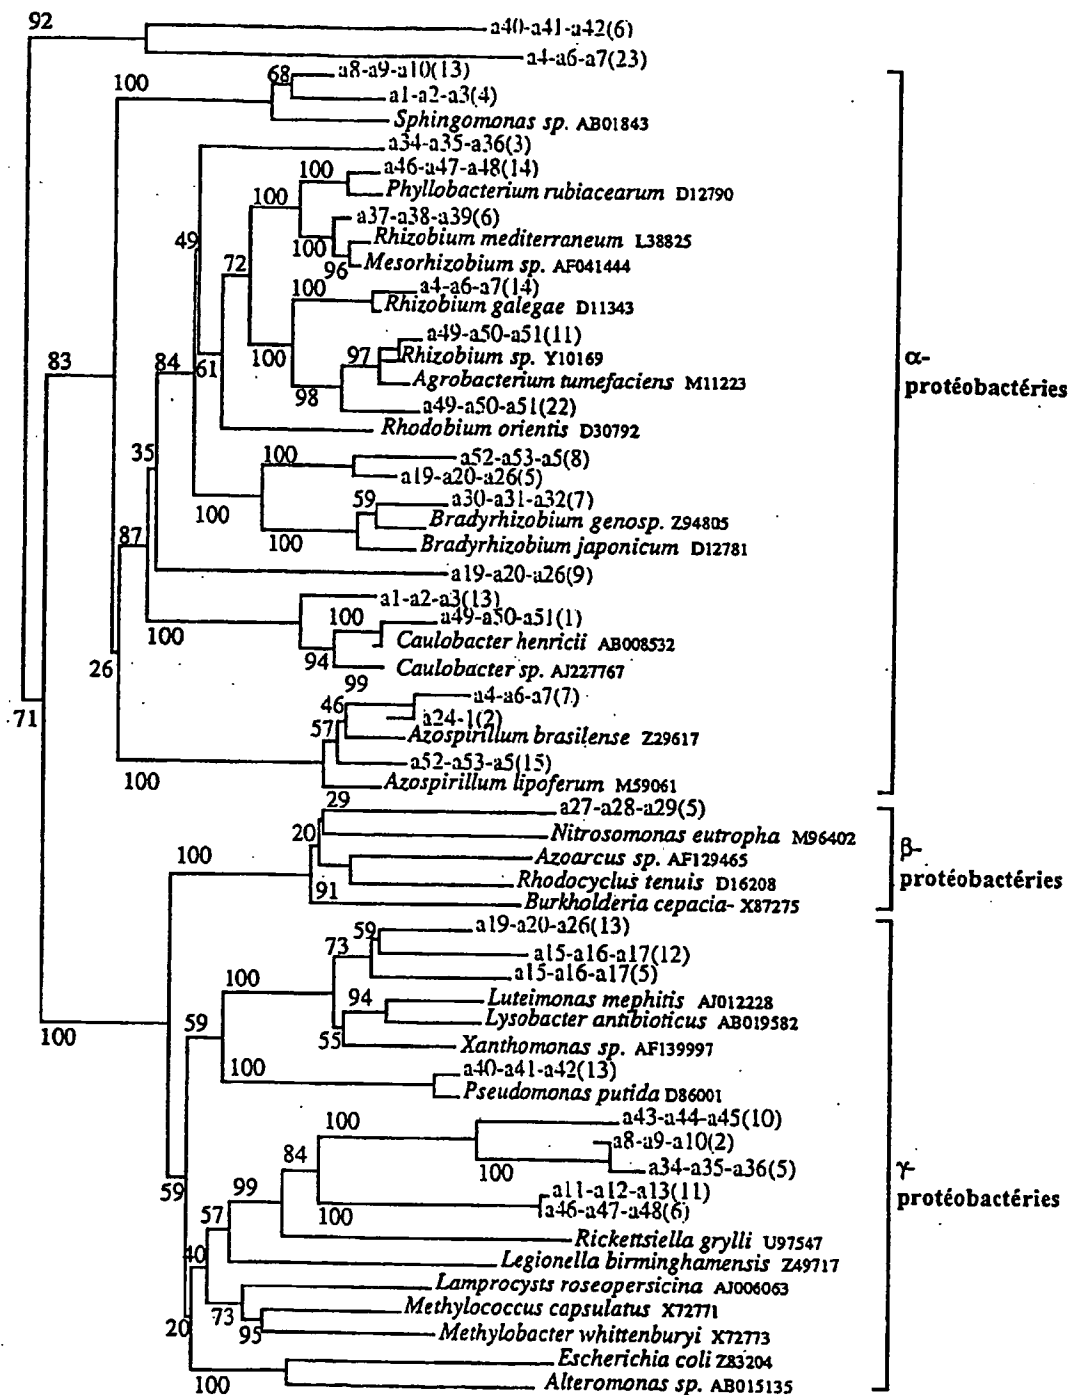 92
a40-a41-a42(6)
a4-a6-a7(23)
100
68
a8-a9-a10(13)
a1-a2-a3(4)
Sphingomonas sp. AB01843
a34-a35-a36(3)
100
a46-a47-a48(14)
Phyllobacterium rubiacearum D12790
100
a37-a38-a39(6)
49
100
Rhizobium mediterraneum L38825
72
96
Mesorhizobium sp. AF041444
100
a4-a6-a7(14)
Rhizobium galegae D11343
a49-a50-a51(11)
83
84
61
100
97
Rhizobium sp. Y10169
α-
protéobactéries
98
Agrobacterium tumefaciens M11223
a49-a50-a51(22)
Rhodobium orientis D30792
35
100
a52-a53-a5(8)
a19-a20-a26(5)
59
a30-a31-a32(7)
100
Bradyrhizobium genosp. Z94805
87
100
Bradyrhizobium japonicum D12781
a19-a20-a26(9)
a1-a2-a3(13)
100
a49-a50-a51(1)
100
Caulobacter henricii AB008532
26
94
Caulobacter sp. AJ227767
99
a4-a6-a7(7)
71
46
a24-1(2)
57
Azospirillum brasilense Z29617
a52-a53-a5(15)
100
Azospirillum lipoferum M59061
29
a27-a28-a29(5)
20
Nitrosomonas eutropha M96402
100
Azoarcus sp. AF129465
β-
protéobactéries
91
Rhodocyclus tenuis D16208
Burkholderia cepacia- X87275
59
a19-a20-a26(13)
73
a15-a16-a17(12)
100
a15-a16-a17(5)
94
Luteimonas mephitis AJ012228
59
Lysobacter antibioticus AB019582
100
55
Xanthomonas sp. AF139997
100
a40-a41-a42(13)
Pseudomonas putida D86001
100
a43-a44-a45(10)
84
a8-a9-a10(2)
100
a34-a35-a36(5)
γ-
protéobactéries
59
99
a11-a12-a13(11)
57
100
a46-a47-a48(6)
Rickettsiella grylli U97547
40
Legionella birminghamensis Z49717
Lamprocysts roseopersicina AJ006063
73
Methylococcus capsulatus X72771
20
95
Methylobacter whittenburyi X72773
Escherichia coli Z83204
100
Alteromonas sp. AB015135